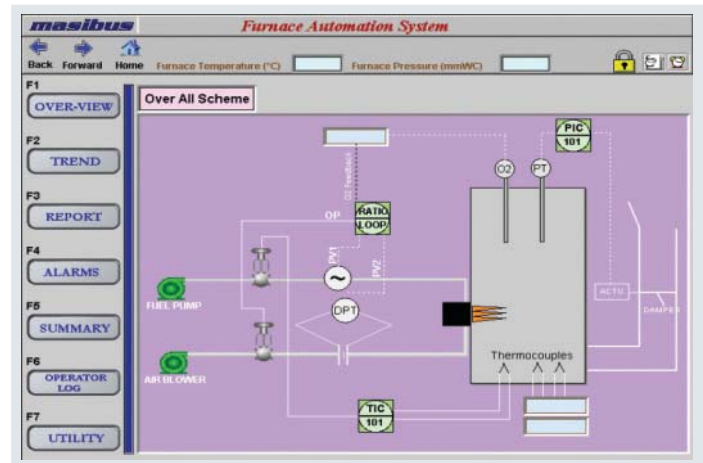 masibus
Furnace Automation System
Back Forward Home
Furnace Temperature (°C)
Furnace Pressure (mmWC)
F1
OVER-VIEW
F2
TREND
F3
REPORT
F4
ALARMS
F5
SUMMARY
F6
OPERATOR
LOG
F7
UTILITY
Over All Scheme
PIC
101
O2
PT
O2 Feedback
OP
RATIO
LOOP
PV1
PV2
~
FUEL PUMP
DPT
ACTU
DAMPER
AIR BLOWER
Thermocouples
TIC
101